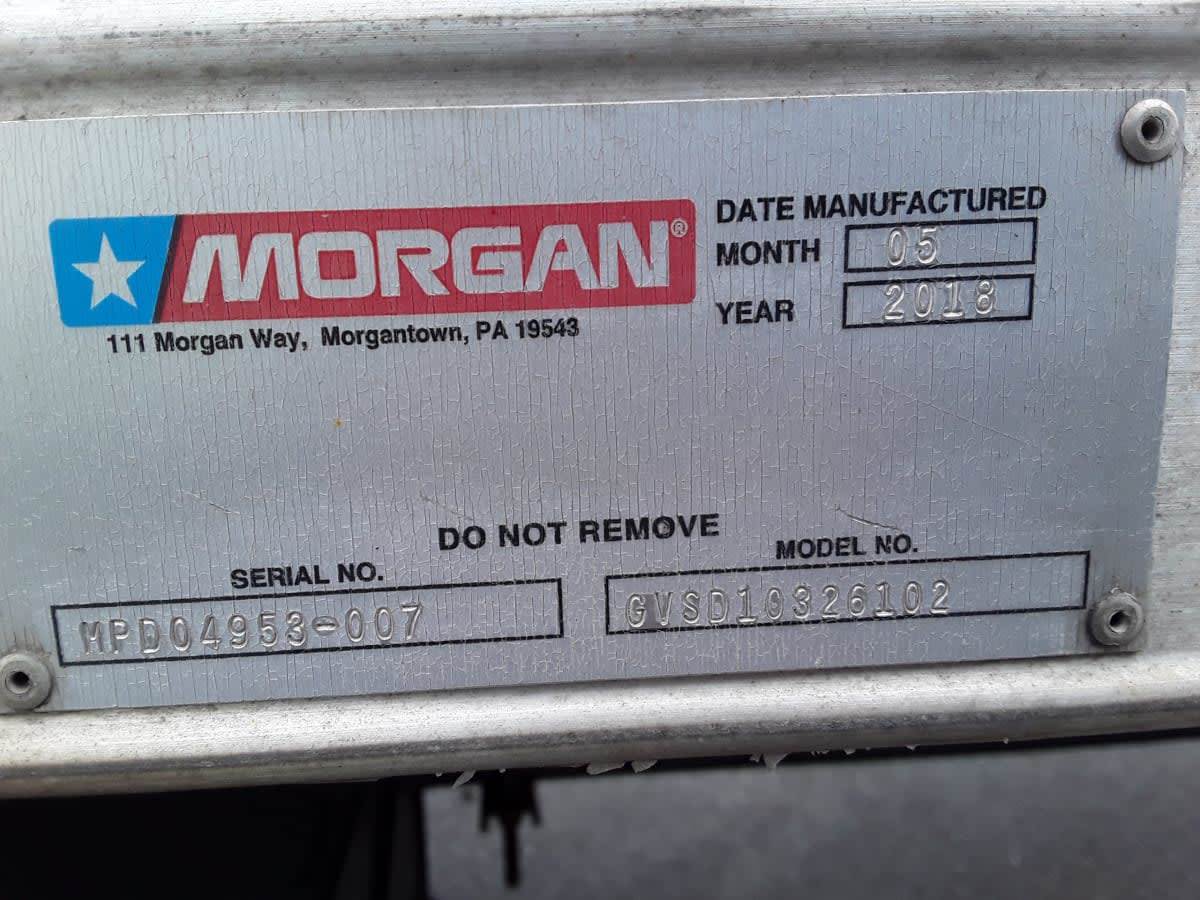 MORGAN®
111 Morgan Way, Morgantown, PA 19543
DATE MANUFACTURED
MONTH 05
YEAR 2018
DO NOT REMOVE
SERIAL NO.
MPD04953-007
MODEL NO.
GVSD10326102